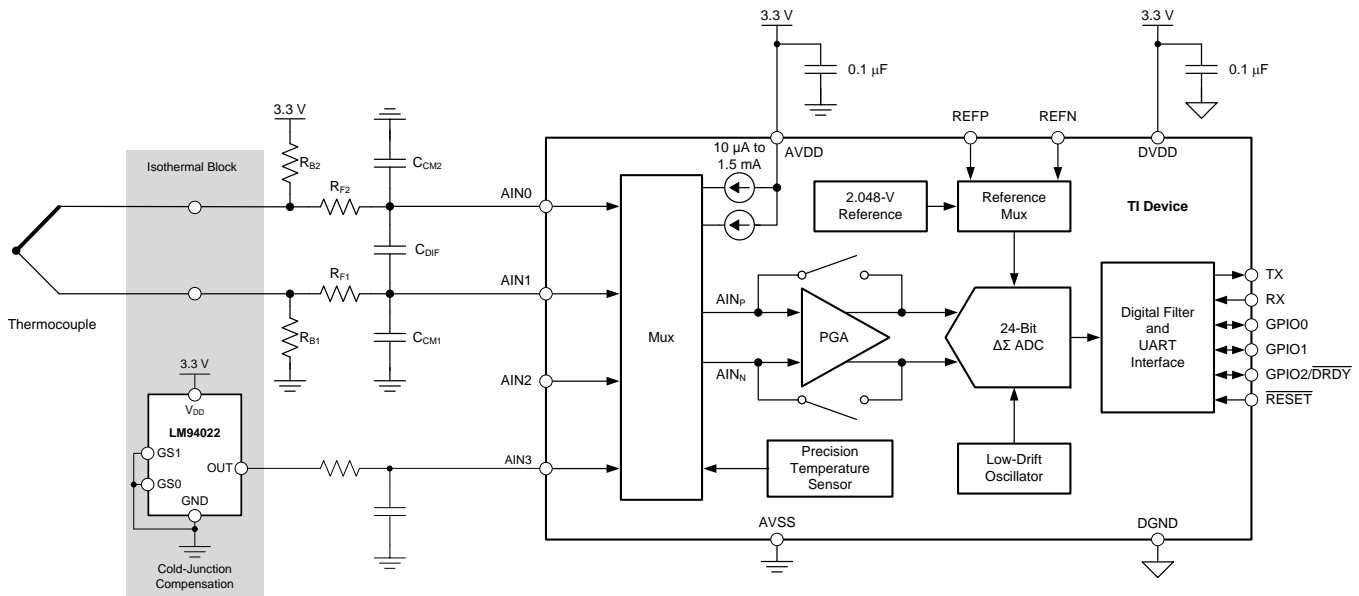 3.3 V
0.1 μF
3.3 V
0.1 μF
3.3 V
REFP
REFN
Isothermal Block
R_B2
C_CM2
10 μA to
1.5 mA
AVDD
DVDD
R_F2
AIN0
2.048-V
Reference
Reference
Mux
TI Device
C_DIF
R_F1
AIN1
TX
RX
GPIO0
GPIO1
GPIO2/DRDY
RESET
Thermocouple
R_B1
C_CM1
Mux
AIN_P
PGA
AIN_N
24-Bit
ΔΣ ADC
Digital Filter
and
UART
Interface
3.3 V
AIN2
V_DD
LM94022
GS1
GS0
OUT
GND
AIN3
Precision
Temperature
Sensor
Low-Drift
Oscillator
AVSS
DGND
Cold-Junction
Compensation